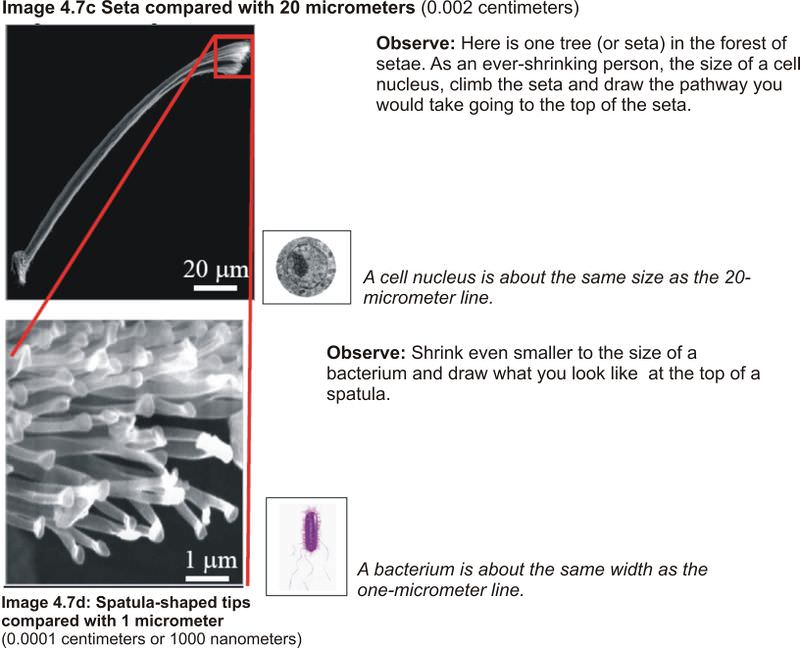 Image 4.7c Seta compared with 20 micrometers (0.002 centimeters)
Observe: Here is one tree (or seta) in the forest of
setae. As an ever-shrinking person, the size of a cell
nucleus, climb the seta and draw the pathway you
would take going to the top of the seta.
20 μm
A cell nucleus is about the same size as the 20-
micrometer line.
Observe: Shrink even smaller to the size of a
bacterium and draw what you look like at the top of a
spatula.
1 μm
A bacterium is about the same width as the
one-micrometer line.
Image 4.7d: Spatula-shaped tips
compared with 1 micrometer
(0.0001 centimeters or 1000 nanometers)